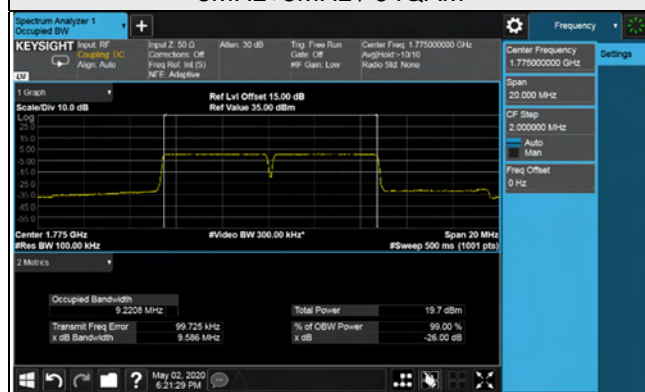 5MHz+5MHz / 64QAM
Spectrum Analyzer 1
Occupied BW
+
Frequency
KEYSIGHT
Input: RF
Coupling: DC
Align: Auto
Input Z: 50 Ω
Corrections: Off
Freq Ref: Int (S)
NFE: Adaptive
Atten: 30 dB
Trig: Free Run
Gate: Off
#IF Gain: Low
Center Freq: 1.775000000 GHz
Avg|Hold:>10/10
Radio Std: None
LV
Center Frequency
1.775000000 GHz
Settings
Span
20.000 MHz
CF Step
2.000000 MHz
Auto
Man
Freq Offset
0 Hz
1 Graph
Scale/Div 10.0 dB
Ref Lvl Offset 15.00 dB
Ref Value 35.00 dBm
Log
25.0
15.0
5.00
-5.00
-15.0
-25.0
-35.0
-45.0
-55.0
Center 1.775 GHz
#Res BW 100.00 kHz
#Video BW 300.00 kHz*
Span 20 MHz
#Sweep 500 ms (1001 pts)
2 Metrics
Occupied Bandwidth
9.2208 MHz
Total Power
19.7 dBm
Transmit Freq Error
99.725 kHz
% of OBW Power
99.00 %
x dB Bandwidth
9.586 MHz
x dB
-26.00 dB
?
May 02, 2020
6:21:29 PM